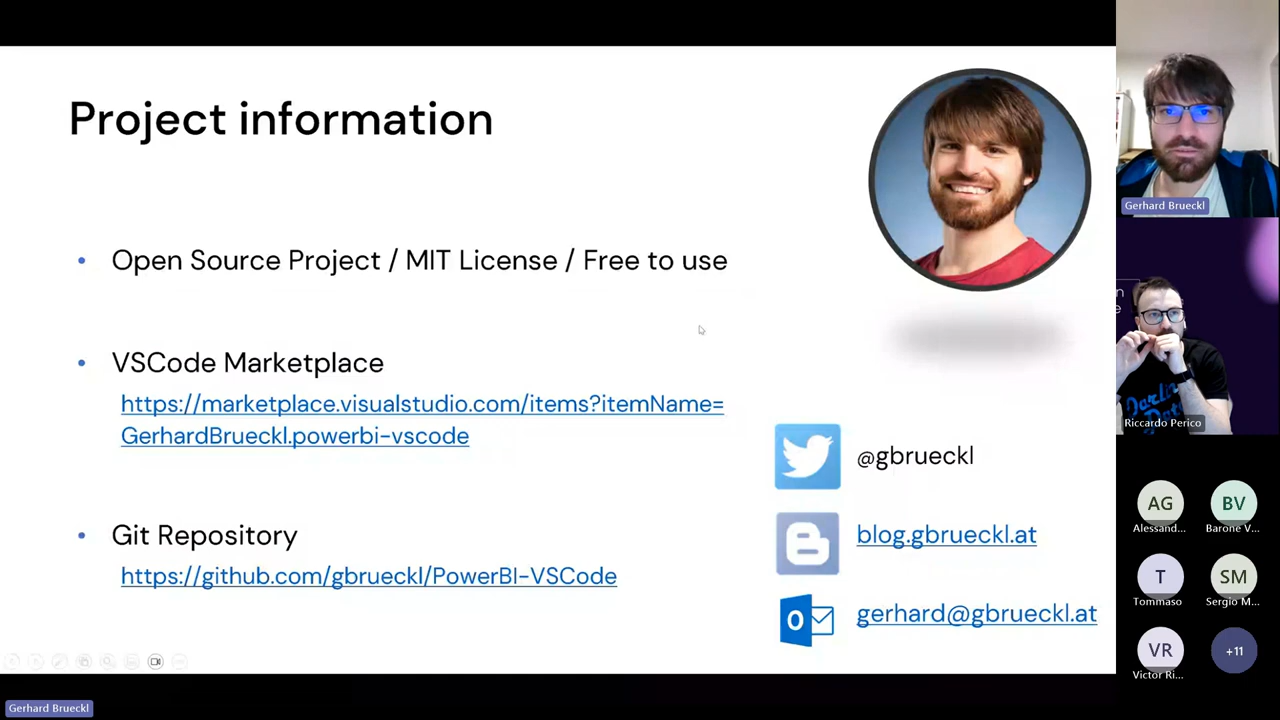 Project information
Open Source Project / MIT License / Free to use
VSCode Marketplace
https://marketplace.visualstudio.com/items?itemName=
GerhardBrueckl.powerbi-vscode
Git Repository
https://github.com/gbrueckl/PowerBI-VSCode
@gbrueckl
blog.gbrueckl.at
gerhard@gbrueckl.at
Gerhard Brueckl
Riccardo Perico
AG
Alessand...
BV
Barone V...
T
Tommaso
SM
Sergio M...
VR
Victor Ri...
+11
Gerhard Brueckl